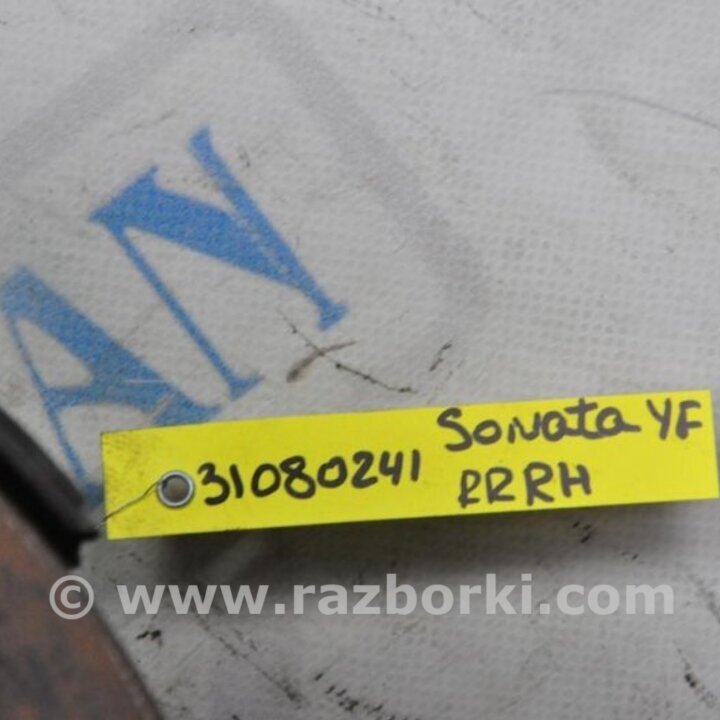 AN
31080241 Sonata YF
RRRH
© www.razborki.com